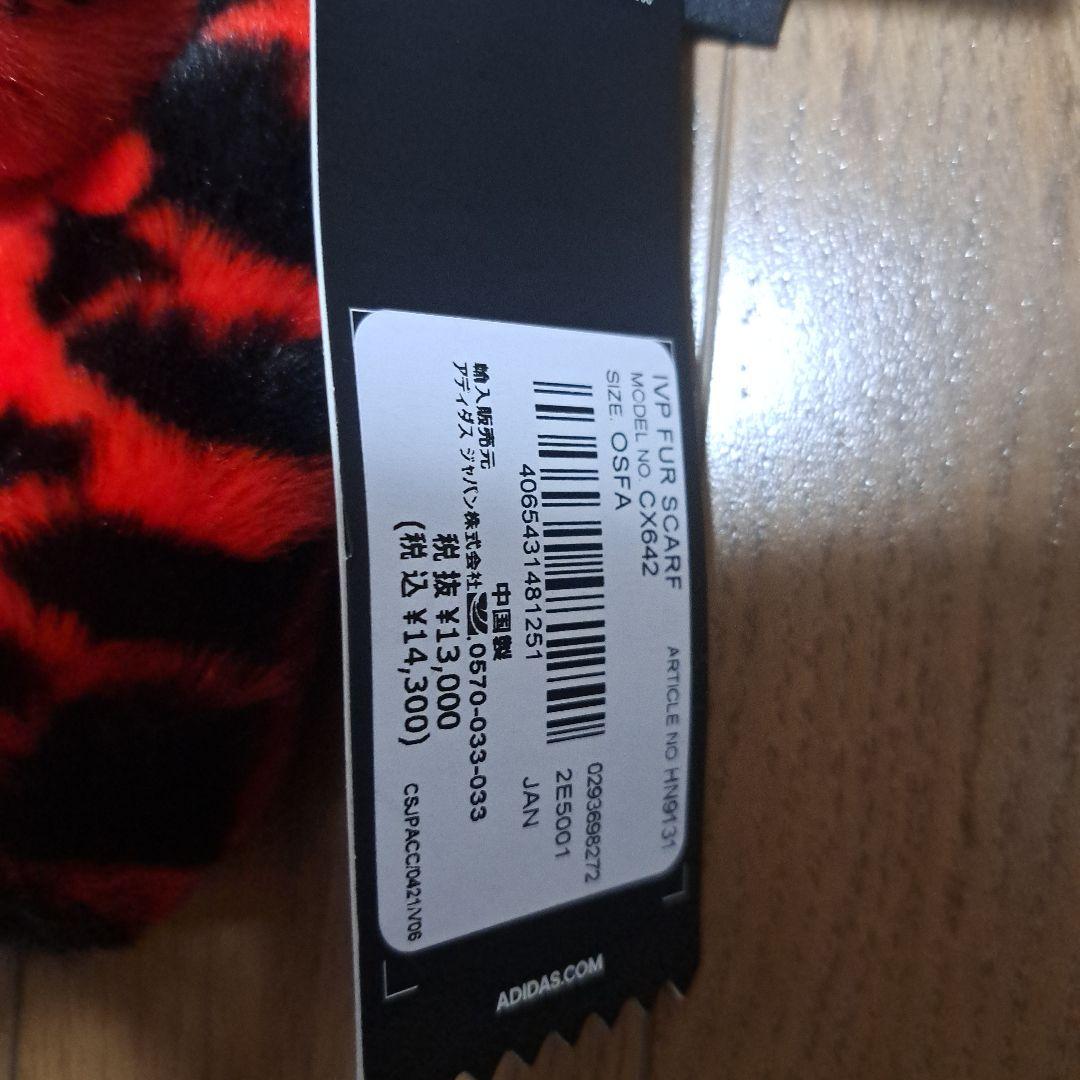 IVP FUR SCARF
MODEL NO. CX642
ARTICLE NO HN9131
SIZE. OSFA
0293698272
2E5001
4065431481251
JAN
中国製
輸入販売元
アディダス ジャパン株式会社 0570-033-033
税抜 ¥13,000
(税込 ¥14,300)
CSJPACC/0421/V06
ADIDAS.COM